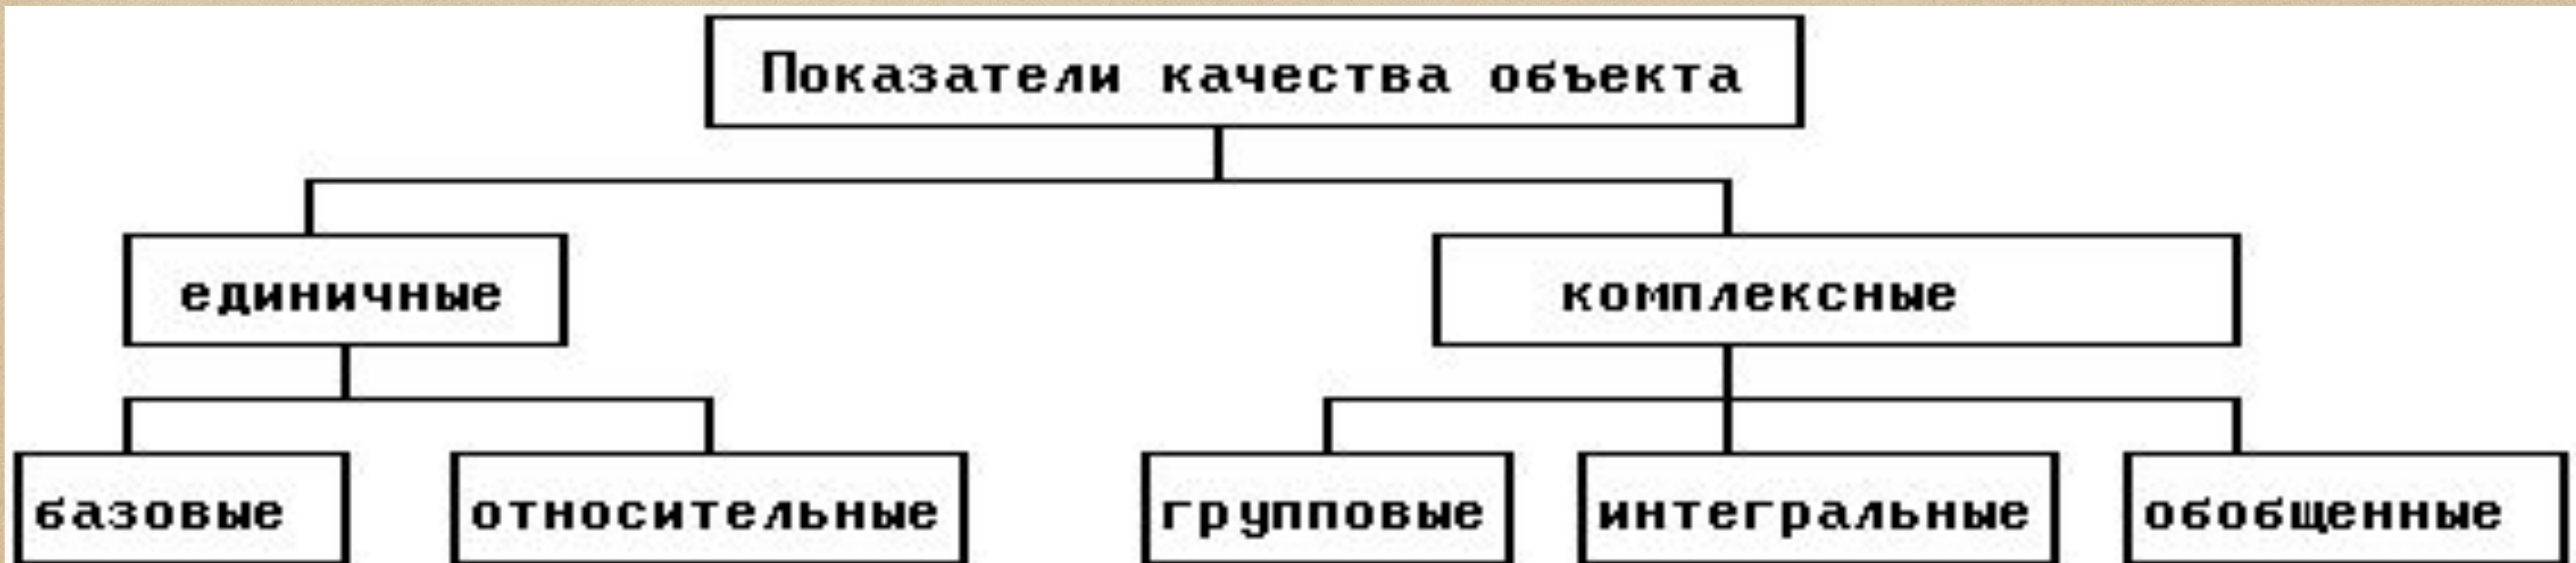 Показатели качества объекта
единичные
комплексные
базовые
относительные
групповые
интегральные
обобщенные